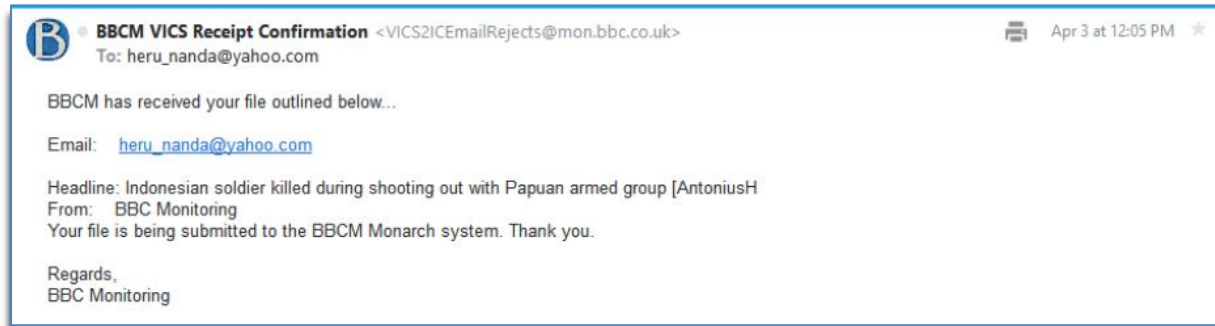 B
BBCM VICS Receipt Confirmation <VICS2ICEmailRejects@mon.bbc.co.uk> Apr 3 at 12:05 PM
To: heru_nanda@yahoo.com
BBCM has received your file outlined below...
Email: heru_nanda@yahoo.com
Headline: Indonesian soldier killed during shooting out with Papuan armed group [AntoniusH
From: BBC Monitoring
Your file is being submitted to the BBCM Monarch system. Thank you.
Regards,
BBC Monitoring